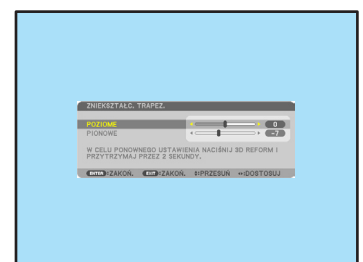 ZNIEKSZTAŁC. TRAPEZ.
POZIOME 0
PIONOWE -7
W CELU PONOWNEGO USTAWIENIA NACIŚNIJ 3D REFORM I
PRZYTRZYMAJ PRZEZ 2 SEKUNDY.
ENTER :ZAKOŃ. EXIT :ZAKOŃ. ↕:PRZESUŃ ↔:DOSTOSUJ